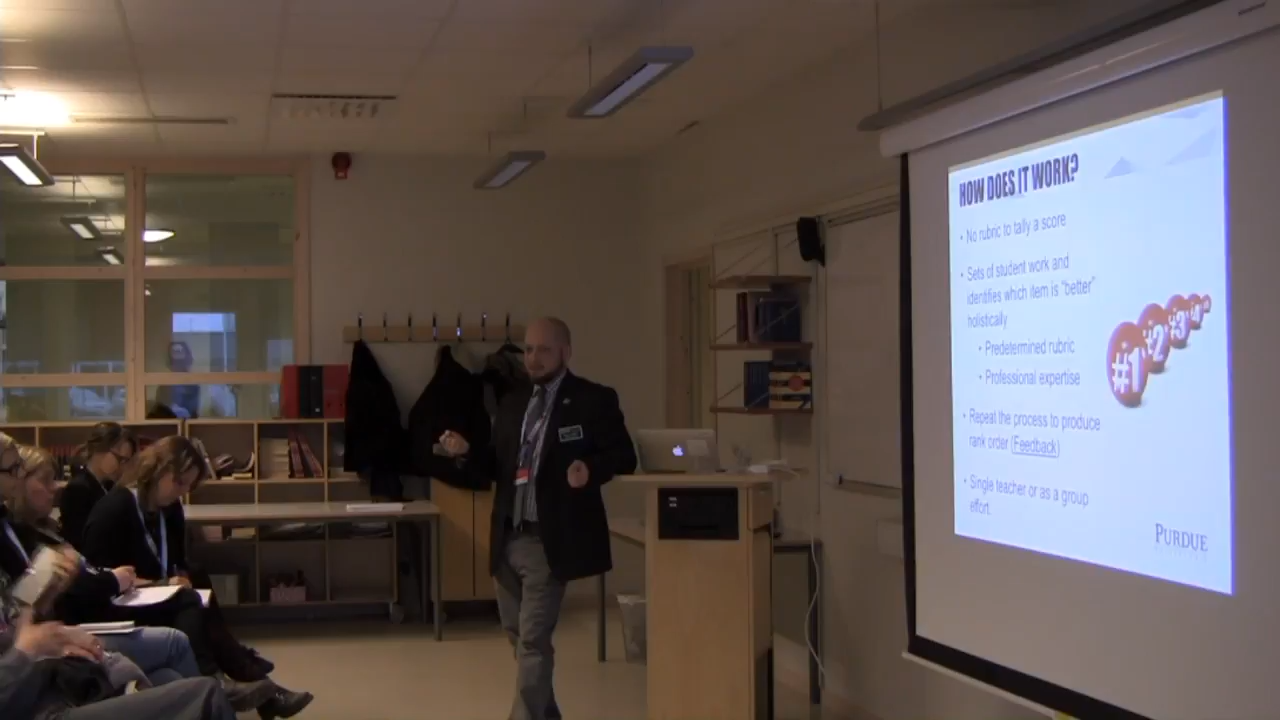 HOW DOES IT WORK?
• No rubric to tally a score
• Sets of student work and
identifies which item is "better"
holistically
• Predetermined rubric
• Professional expertise
• Repeat the process to produce
rank order (Feedback)
• Single teacher or as a group
effort.
#1
#2
#3
PURDUE